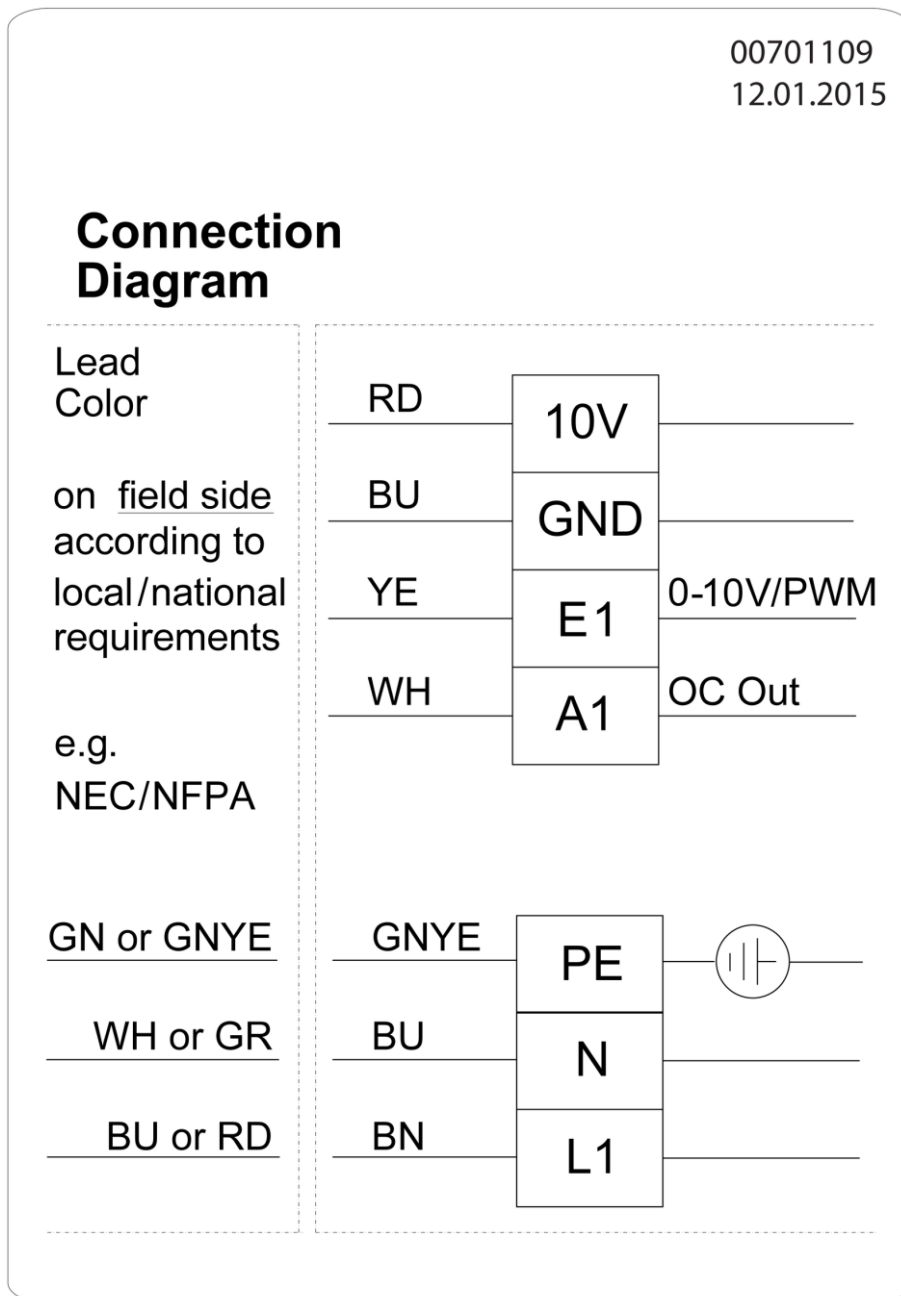 00701109
12.01.2015
Connection
Diagram
Lead
Color
on field side
according to
local/national
requirements
e.g.
NEC/NFPA
RD
10V
BU
GND
YE
E1
0-10V/PWM
WH
A1
OC Out
GN or GNYE
GNYE
PE
WH or GR
BU
N
BU or RD
BN
L1